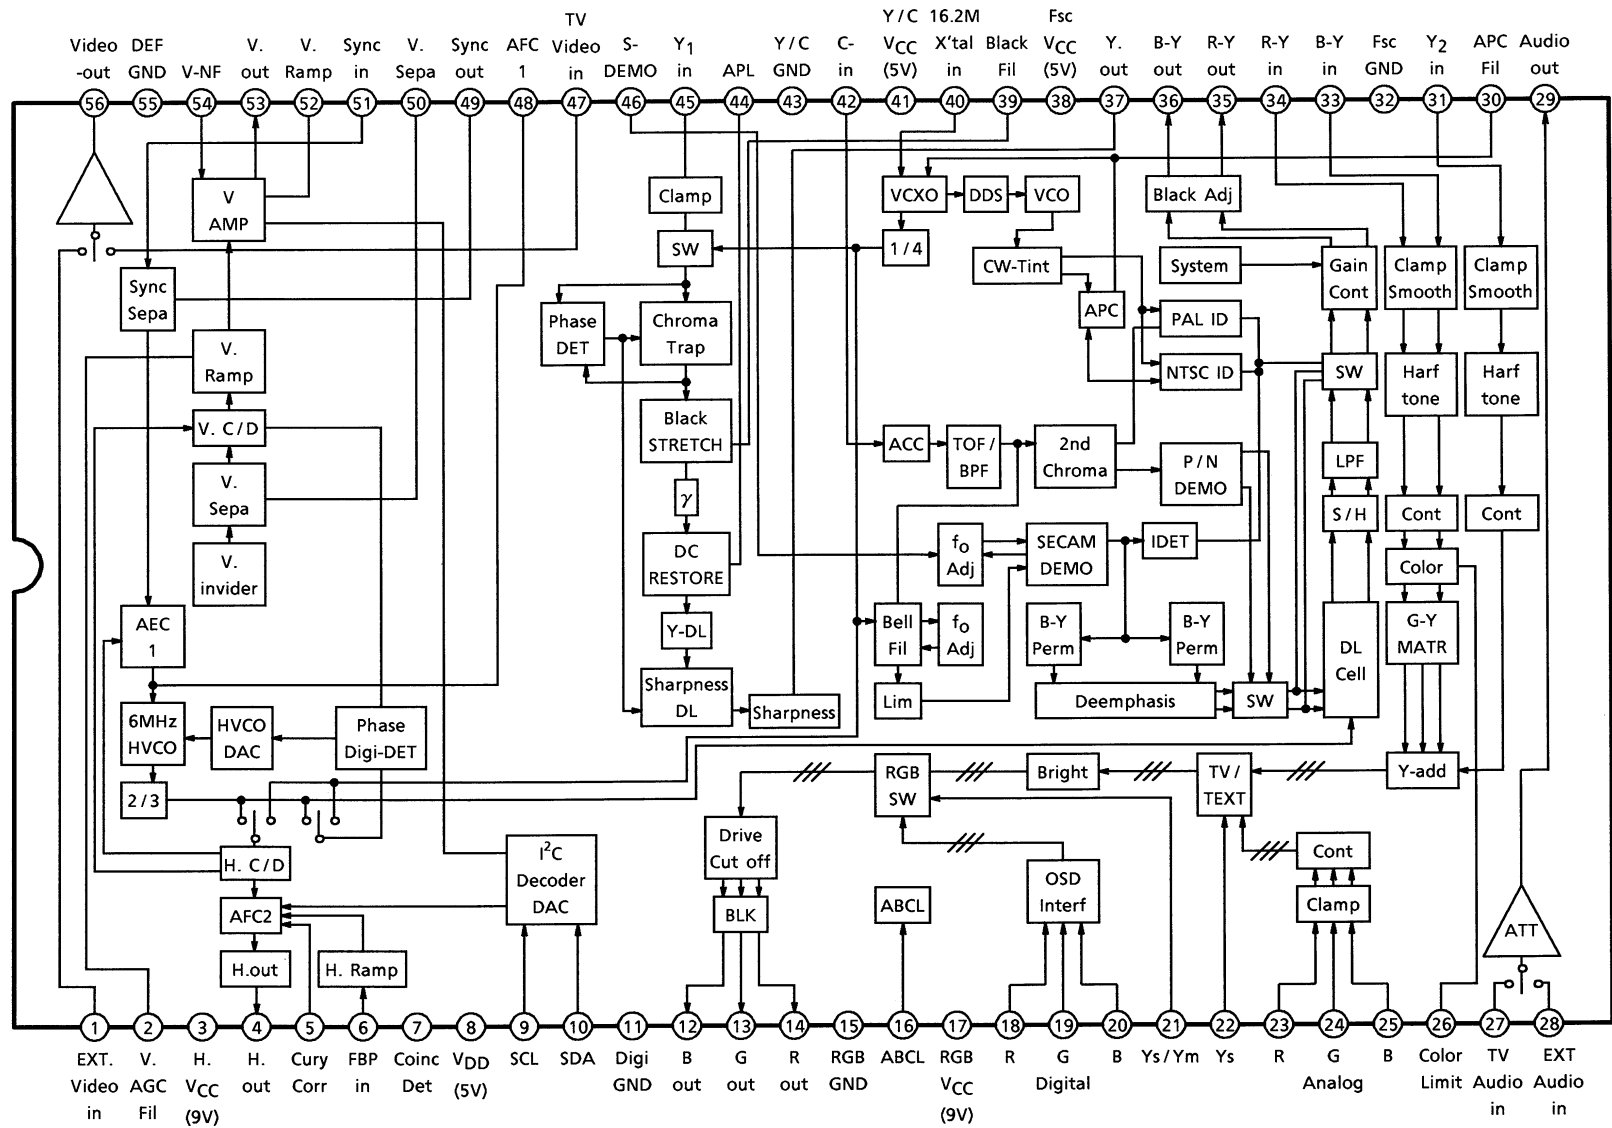 TV Y/C 16.2M Fsc
Video DEF V. V. Sync V. Sync AFC Video S- Y1 Y/C C- VCC X'tal Black VCC Y. B-Y R-Y R-Y B-Y Fsc Y2 APC Audio
-out GND V-NF out Ramp in Sepa out 1 in DEMO in APL GND in (5V) in Fil (5V) out out out in in GND in Fil out
56 55 54 53 52 51 50 49 48 47 46 45 44 43 42 41 40 39 38 37 36 35 34 33 32 31 30 29
V
AMP
Clamp
VCXO
DDS
VCO
Black Adj
SW
1/4
CW-Tint
System
Gain
Cont
Clamp
Smooth
Clamp
Smooth
Sync
Sepa
Phase
DET
Chroma
Trap
APC
PAL ID
V.
Ramp
NTSC ID
SW
Harf
tone
Harf
tone
V. C/D
Black
STRETCH
ACC
TOF/
BPF
2nd
Chroma
P/N
DEMO
LPF
V.
Sepa
γ
S/H
Cont
Cont
V.
invider
DC
RESTORE
fo
Adj
SECAM
DEMO
IDET
Color
AEC
1
Y-DL
Bell
Fil
fo
Adj
B-Y
Perm
B-Y
Perm
DL
Cell
G-Y
MATR
Sharpness
DL
Sharpness
Lim
Deemphasis
SW
6MHz
HVCO
HVCO
DAC
Phase
Digi-DET
2/3
RGB
SW
Bright
TV/
TEXT
Y-add
H. C/D
I2C
Decoder
DAC
Drive
Cut off
Cont
AFC2
BLK
ABCL
OSD
Interf
Clamp
ATT
H.out
H. Ramp
1 2 3 4 5 6 7 8 9 10 11 12 13 14 15 16 17 18 19 20 21 22 23 24 25 26 27 28
EXT. V. H. H. Cury FBP Coinc VDD SCL SDA Digi B G R RGB ABCL RGB R G B Ys/Ym Ys R G B Color TV EXT
Video AGC VCC out Corr in Det (5V) GND out out out GND VCC Digital Analog Limit Audio Audio
in Fil (9V) (9V) in in